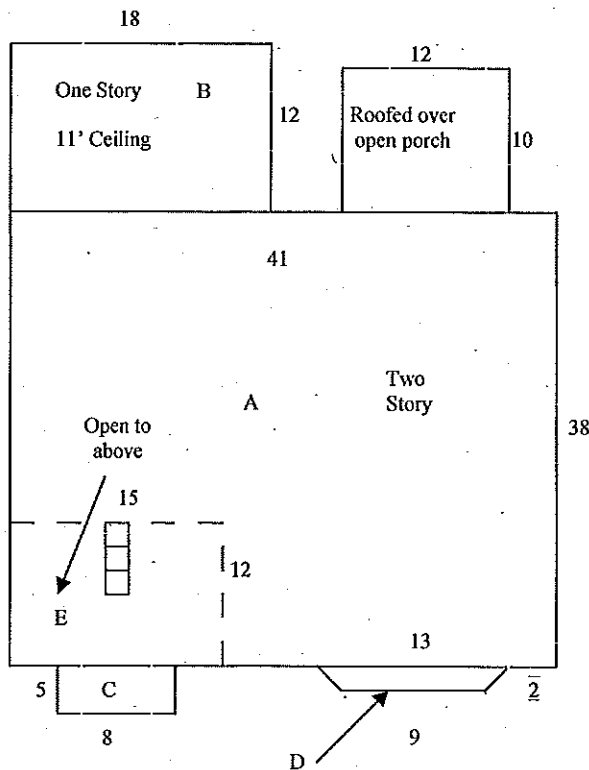 18
12
One Story
B
12
Roofed over
open porch
10
11' Ceiling
41
Two
Story
A
38
Open to
above
15
12
E
13
5
C
2
8
9
D